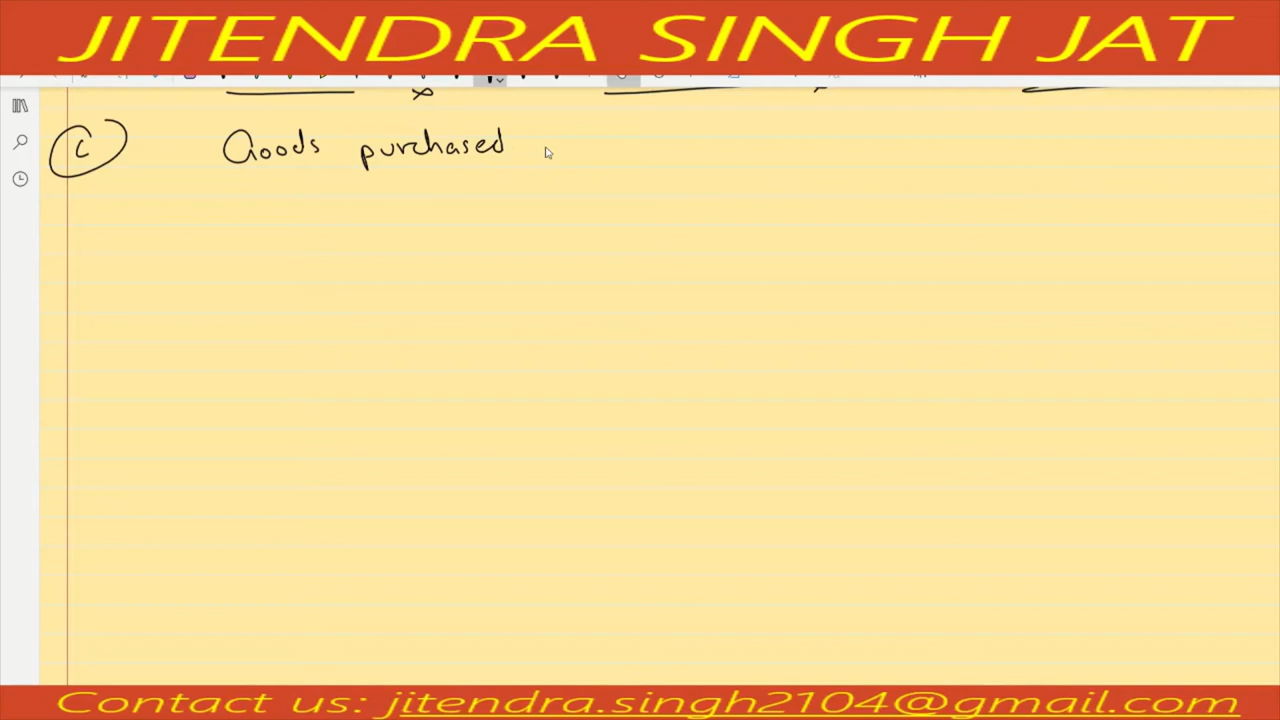 JITENDRA SINGH JAT
C Goods purchased
Contact us: jitendra.singh2104@gmail.com